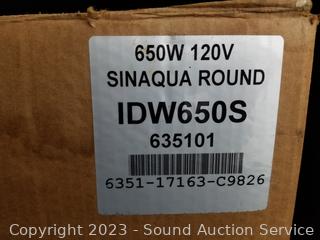 650W 120V
SINAQUA ROUND
IDW650S
635101
6351-17163-C9826
Copyright 2023 - Sound Auction Service